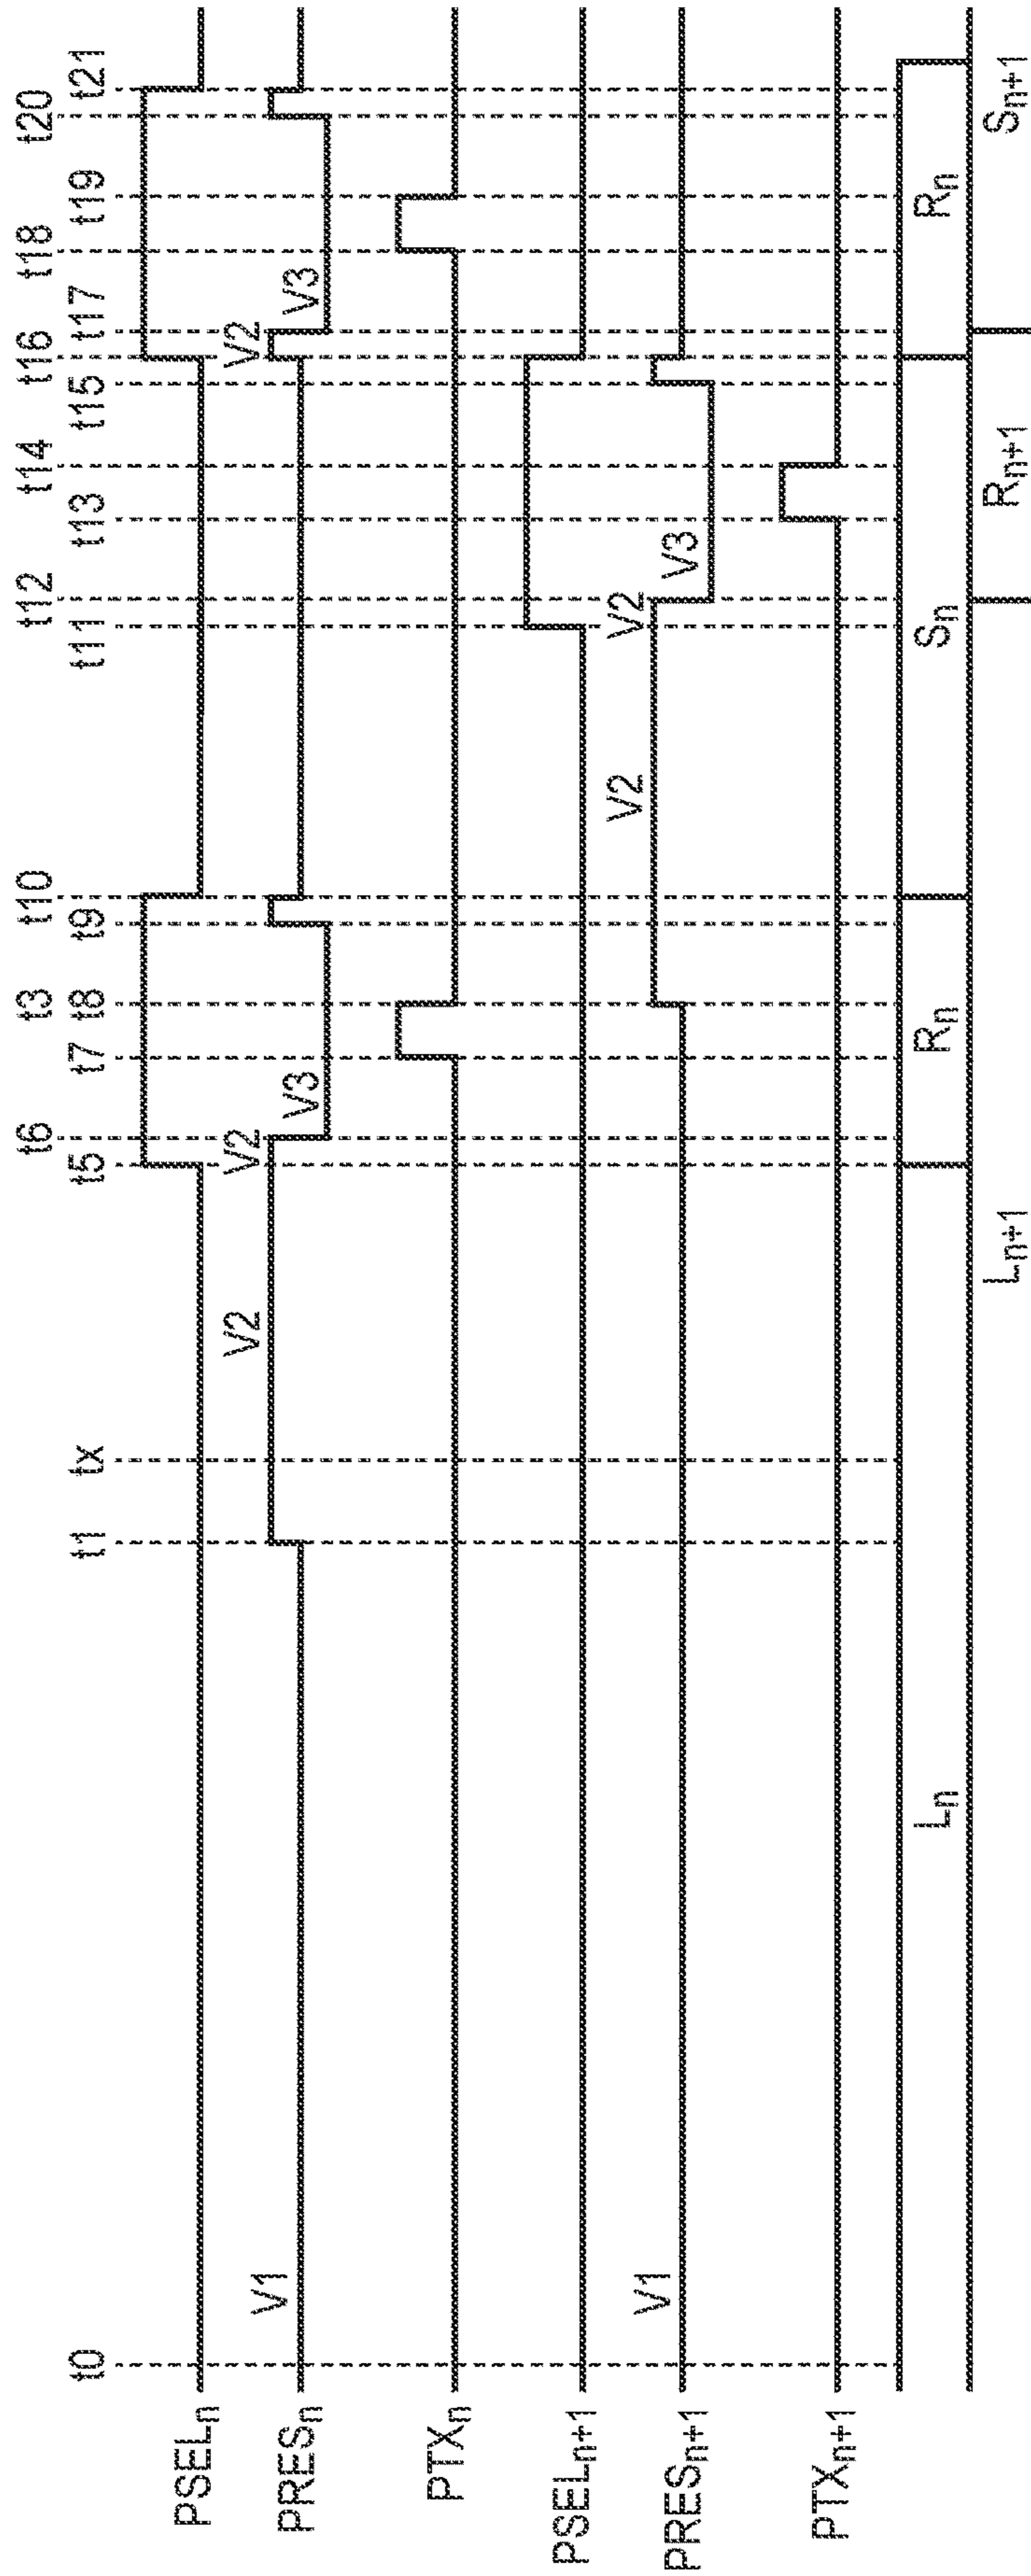 t0 t1 tx t5 t6 t7 t3 t8 t9 t10 t11 t12 t13 t14 t15 t16 t17 t18 t19 t20 t21
PSELn
PRESn V1 V2 V2 V3 V2 V3
PTXn
PSELn+1
PRESn+1 V1 V2 V2 V3
PTXn+1
Ln Rn Sn Rn
Ln+1 Rn+1 Sn+1